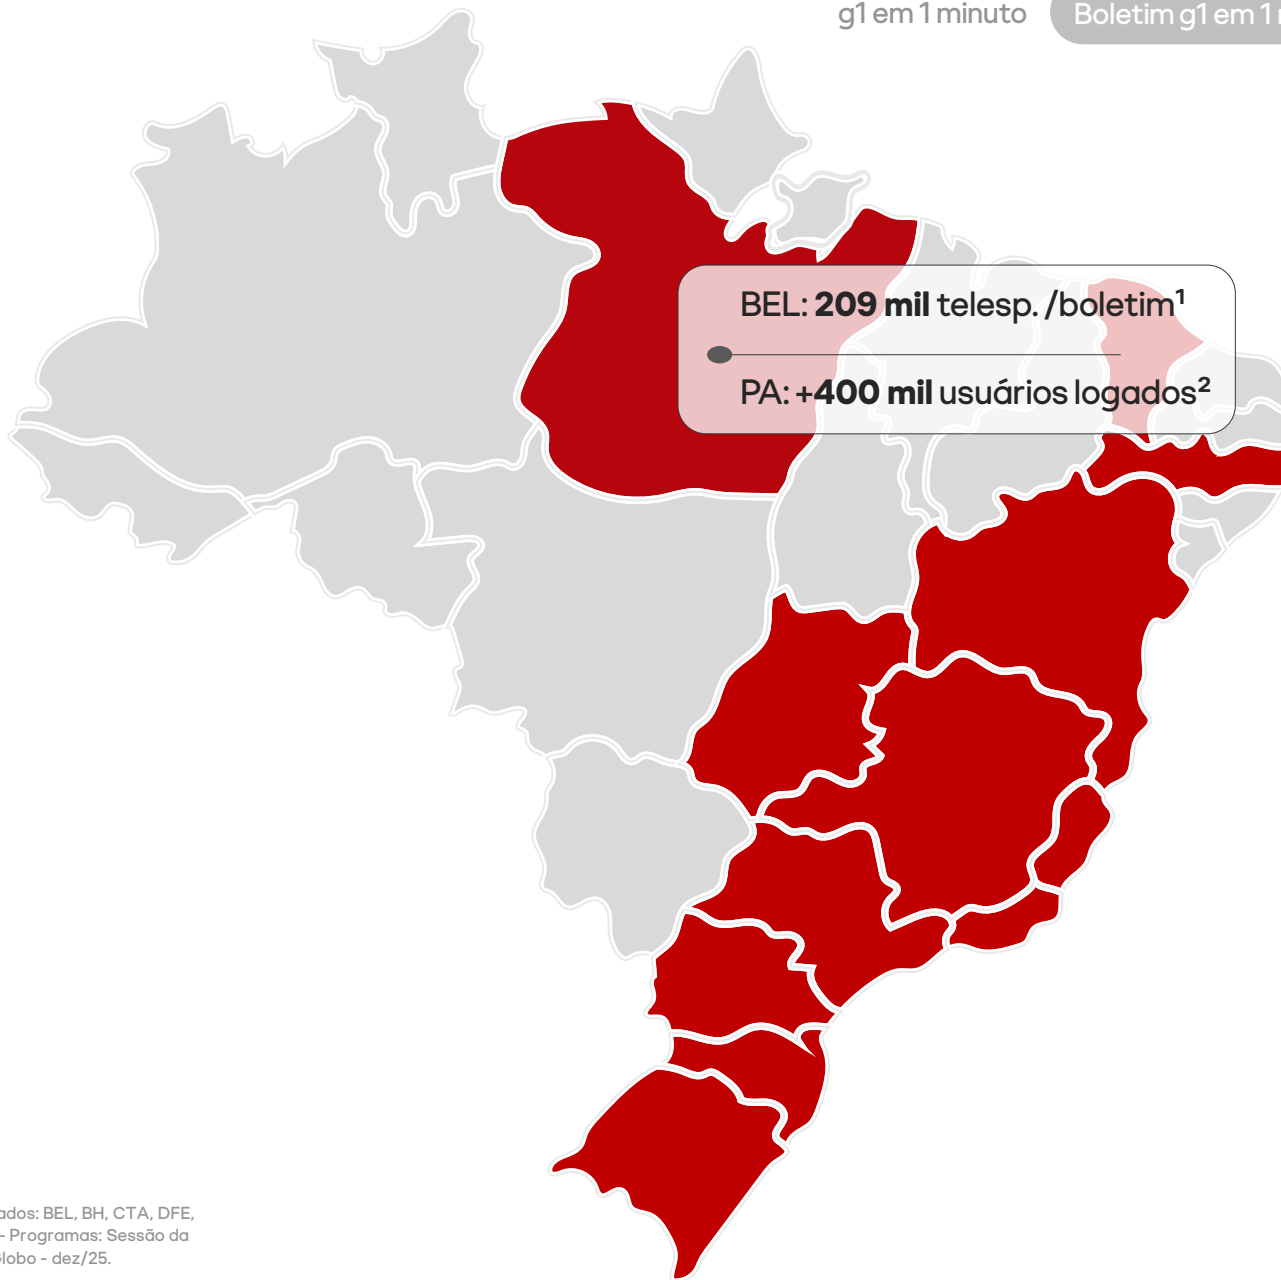 g1 em 1 minuto
Boletim g1 em 1
BEL: 209 mil telesp. /boletim¹
PA: +400 mil usuários logados²
ados: BEL, BH, CTA, DFE,
- Programas: Sessão da
Globo - dez/25.